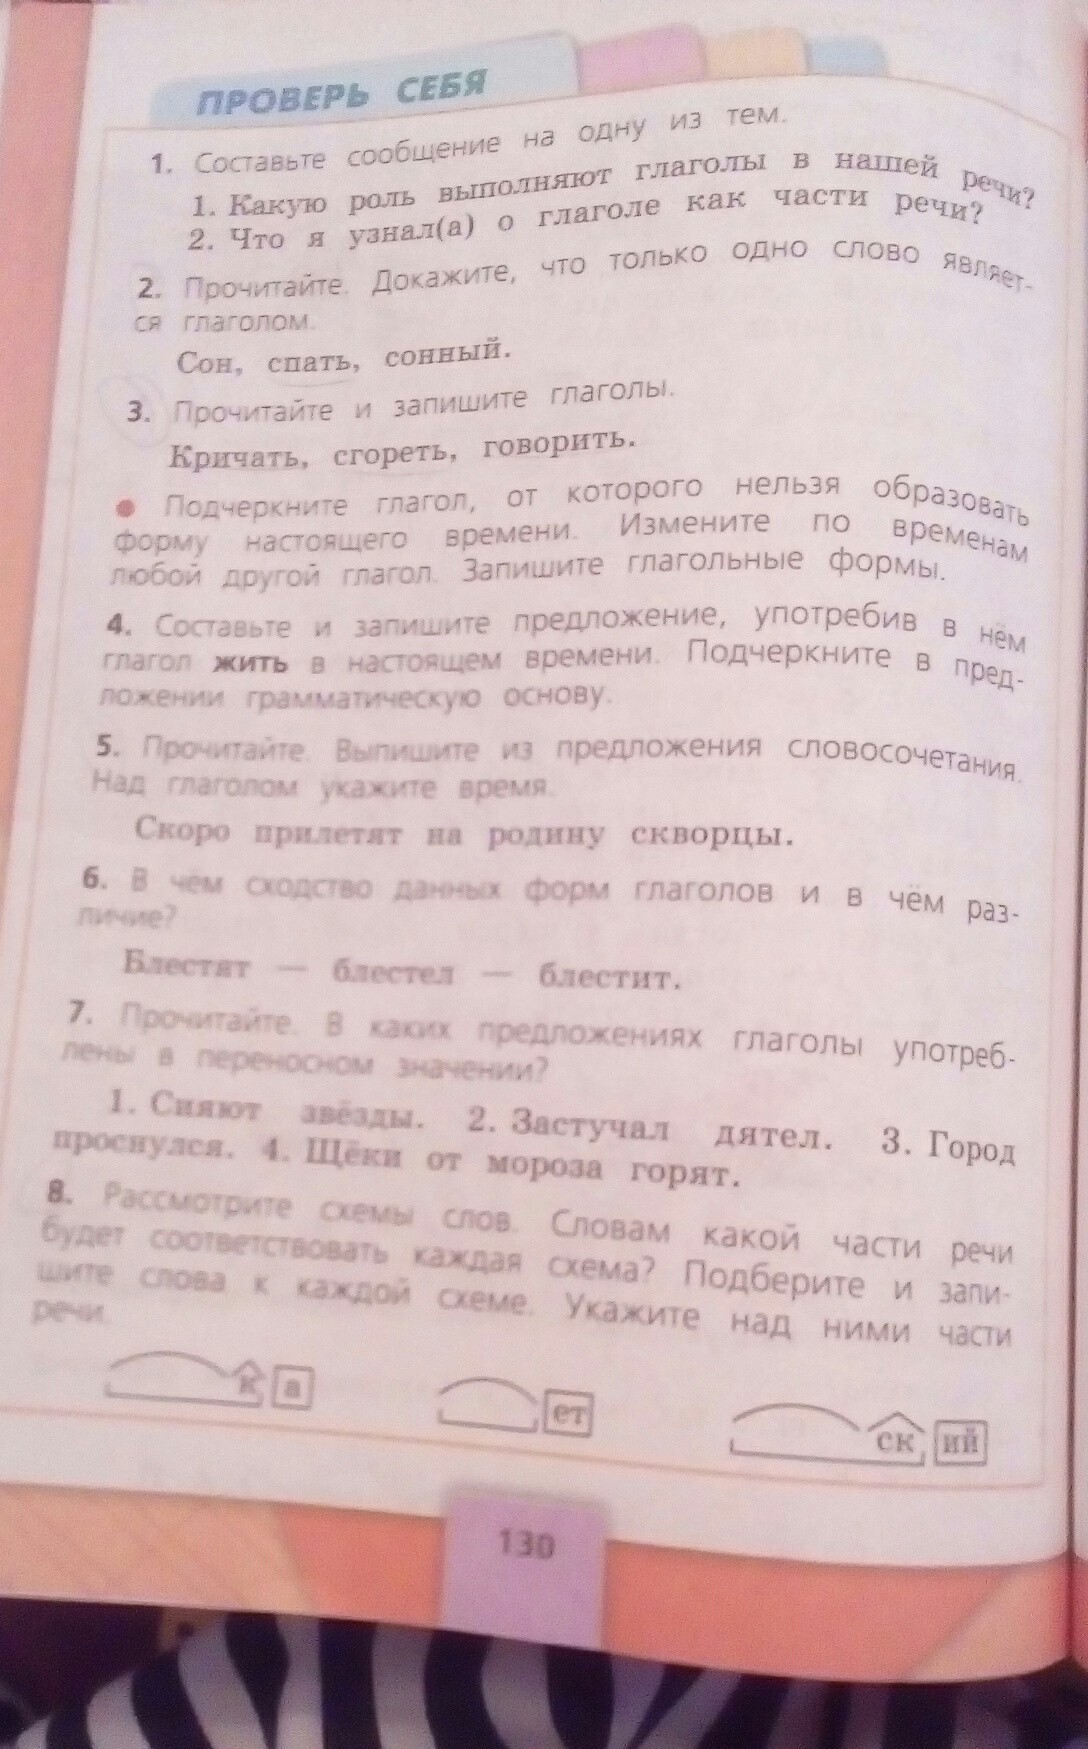 ПРОВЕРЬ СЕБЯ
1. Составьте сообщение на одну из тем.
1. Какую роль выполняют глаголы в нашей речи?
2. Что я узнал(а) о глаголе как части речи?
2. Прочитайте. Докажите, что только одно слово являет-
ся глаголом.
Сон, спать, сонный.
3. Прочитайте и запишите глаголы.
Кричать, сгореть, говорить.
• Подчеркните глагол, от которого нельзя образовать
форму настоящего времени. Измените по временам
любой другой глагол. Запишите глагольные формы.
4. Составьте и запишите предложение, употребив в нём
глагол жить в настоящем времени. Подчеркните в пред-
ложении грамматическую основу.
5. Прочитайте. Выпишите из предложения словосочетания.
Над глаголом укажите время.
Скоро прилетят на родину скворцы.
6. В чём сходство данных форм глаголов и в чём раз-
личие?
Блестят — блестел — блестит.
7. Прочитайте. В каких предложениях глаголы употреб-
лены в переносном значении?
1. Сияют звёзды. 2. Застучал дятел. 3. Город
проснулся. 4. Щёки от мороза горят.
8. Рассмотрите схемы слов. Словам какой части речи
будет соответствовать каждая схема? Подберите и запи-
шите слова к каждой схеме. Укажите над ними части
речи.
к а ет ск ий
130